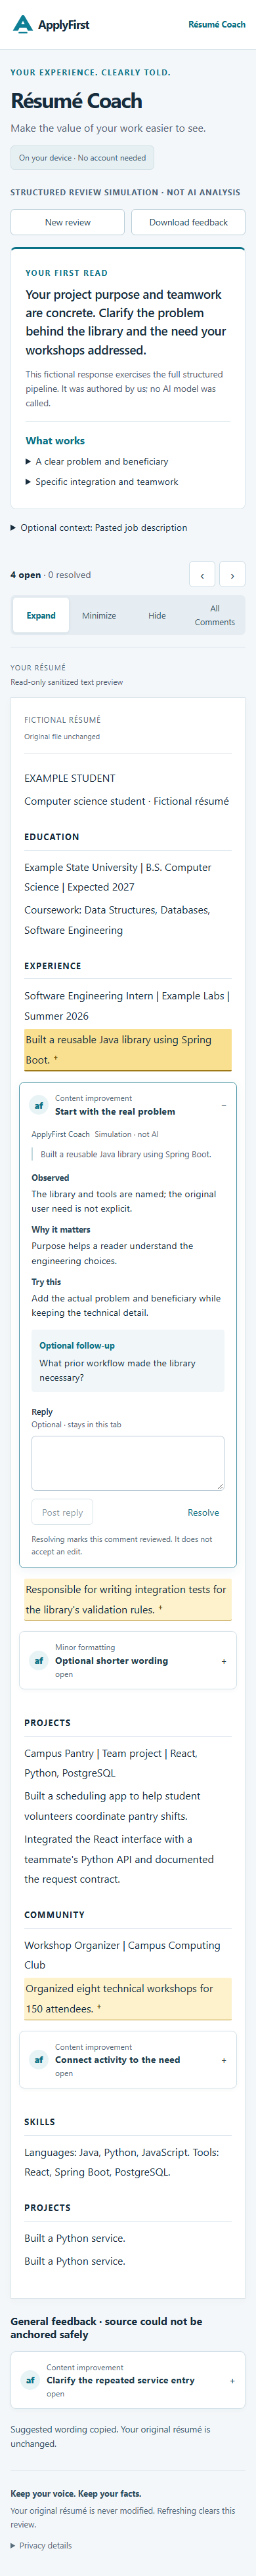 ApplyFirst
Résumé Coach
YOUR EXPERIENCE. CLEARLY TOLD.
Résumé Coach
Make the value of your work easier to see.
On your device · No account needed
STRUCTURED REVIEW SIMULATION · NOT AI ANALYSIS
New review
Download feedback
YOUR FIRST READ
Your project purpose and teamwork
are concrete. Clarify the problem
behind the library and the need your
workshops addressed.
This fictional response exercises the full structured
pipeline. It was authored by us; no AI model was
called.
What works
A clear problem and beneficiary
Specific integration and teamwork
Optional context: Pasted job description
4 open · 0 resolved
‹ ›
Expand
Minimize
Hide
All
Comments
YOUR RÉSUMÉ
Read-only sanitized text preview
FICTIONAL RÉSUMÉ
Original file unchanged
EXAMPLE STUDENT
Computer science student · Fictional résumé
EDUCATION
Example State University | B.S. Computer
Science | Expected 2027
Coursework: Data Structures, Databases,
Software Engineering
EXPERIENCE
Software Engineering Intern | Example Labs |
Summer 2026
Built a reusable Java library using Spring
Boot. +
af
Content improvement
Start with the real problem
−
ApplyFirst Coach Simulation · not AI
Built a reusable Java library using Spring Boot.
Observed
The library and tools are named; the original
user need is not explicit.
Why it matters
Purpose helps a reader understand the
engineering choices.
Try this
Add the actual problem and beneficiary while
keeping the technical detail.
Optional follow-up
What prior workflow made the library
necessary?
Reply
Optional · stays in this tab
Post reply
Resolve
Resolving marks this comment reviewed. It does not
accept an edit.
Responsible for writing integration tests for
the library's validation rules. +
af
Minor formatting
Optional shorter wording
open
+
PROJECTS
Campus Pantry | Team project | React,
Python, PostgreSQL
Built a scheduling app to help student
volunteers coordinate pantry shifts.
Integrated the React interface with a
teammate's Python API and documented
the request contract.
COMMUNITY
Workshop Organizer | Campus Computing
Club
Organized eight technical workshops for
150 attendees. +
af
Content improvement
Connect activity to the need
open
+
SKILLS
Languages: Java, Python, JavaScript. Tools:
React, Spring Boot, PostgreSQL.
PROJECTS
Built a Python service.
Built a Python service.
General feedback · source could not be
anchored safely
af
Content improvement
Clarify the repeated service entry
open
+
Suggested wording copied. Your original résumé is
unchanged.
Keep your voice. Keep your facts.
Your original résumé is never modified. Refreshing clears this
review.
Privacy details